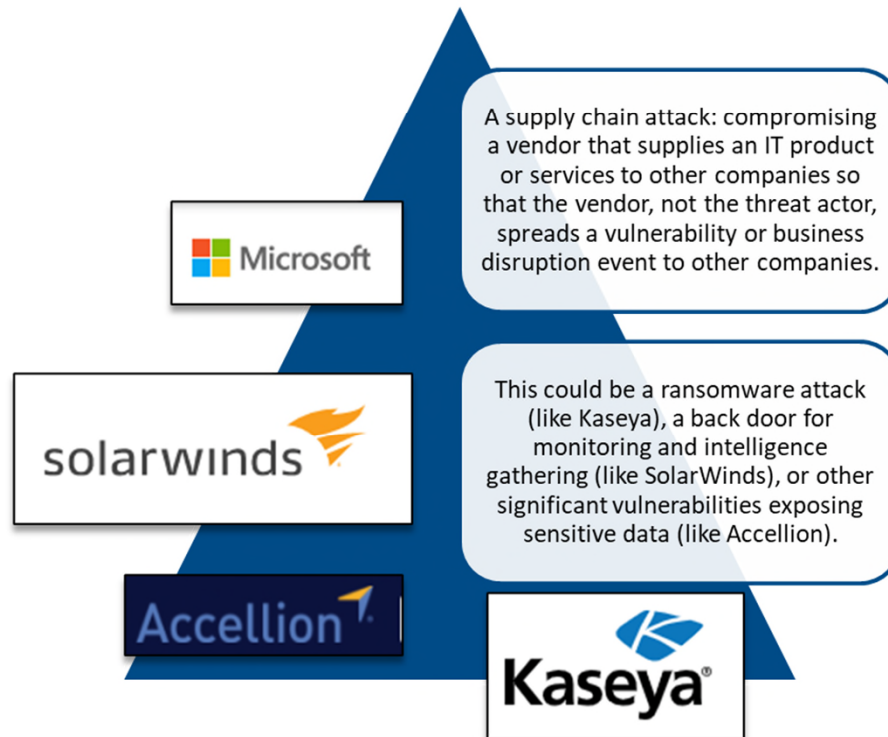 A supply chain attack: compromising
a vendor that supplies an IT product
or services to other companies so
that the vendor, not the threat actor,
spreads a vulnerability or business
disruption event to other companies.
Microsoft
This could be a ransomware attack
(like Kaseya), a back door for
monitoring and intelligence
gathering (like SolarWinds), or other
significant vulnerabilities exposing
sensitive data (like Accellion).
solarwinds
Accellion
Kaseya®